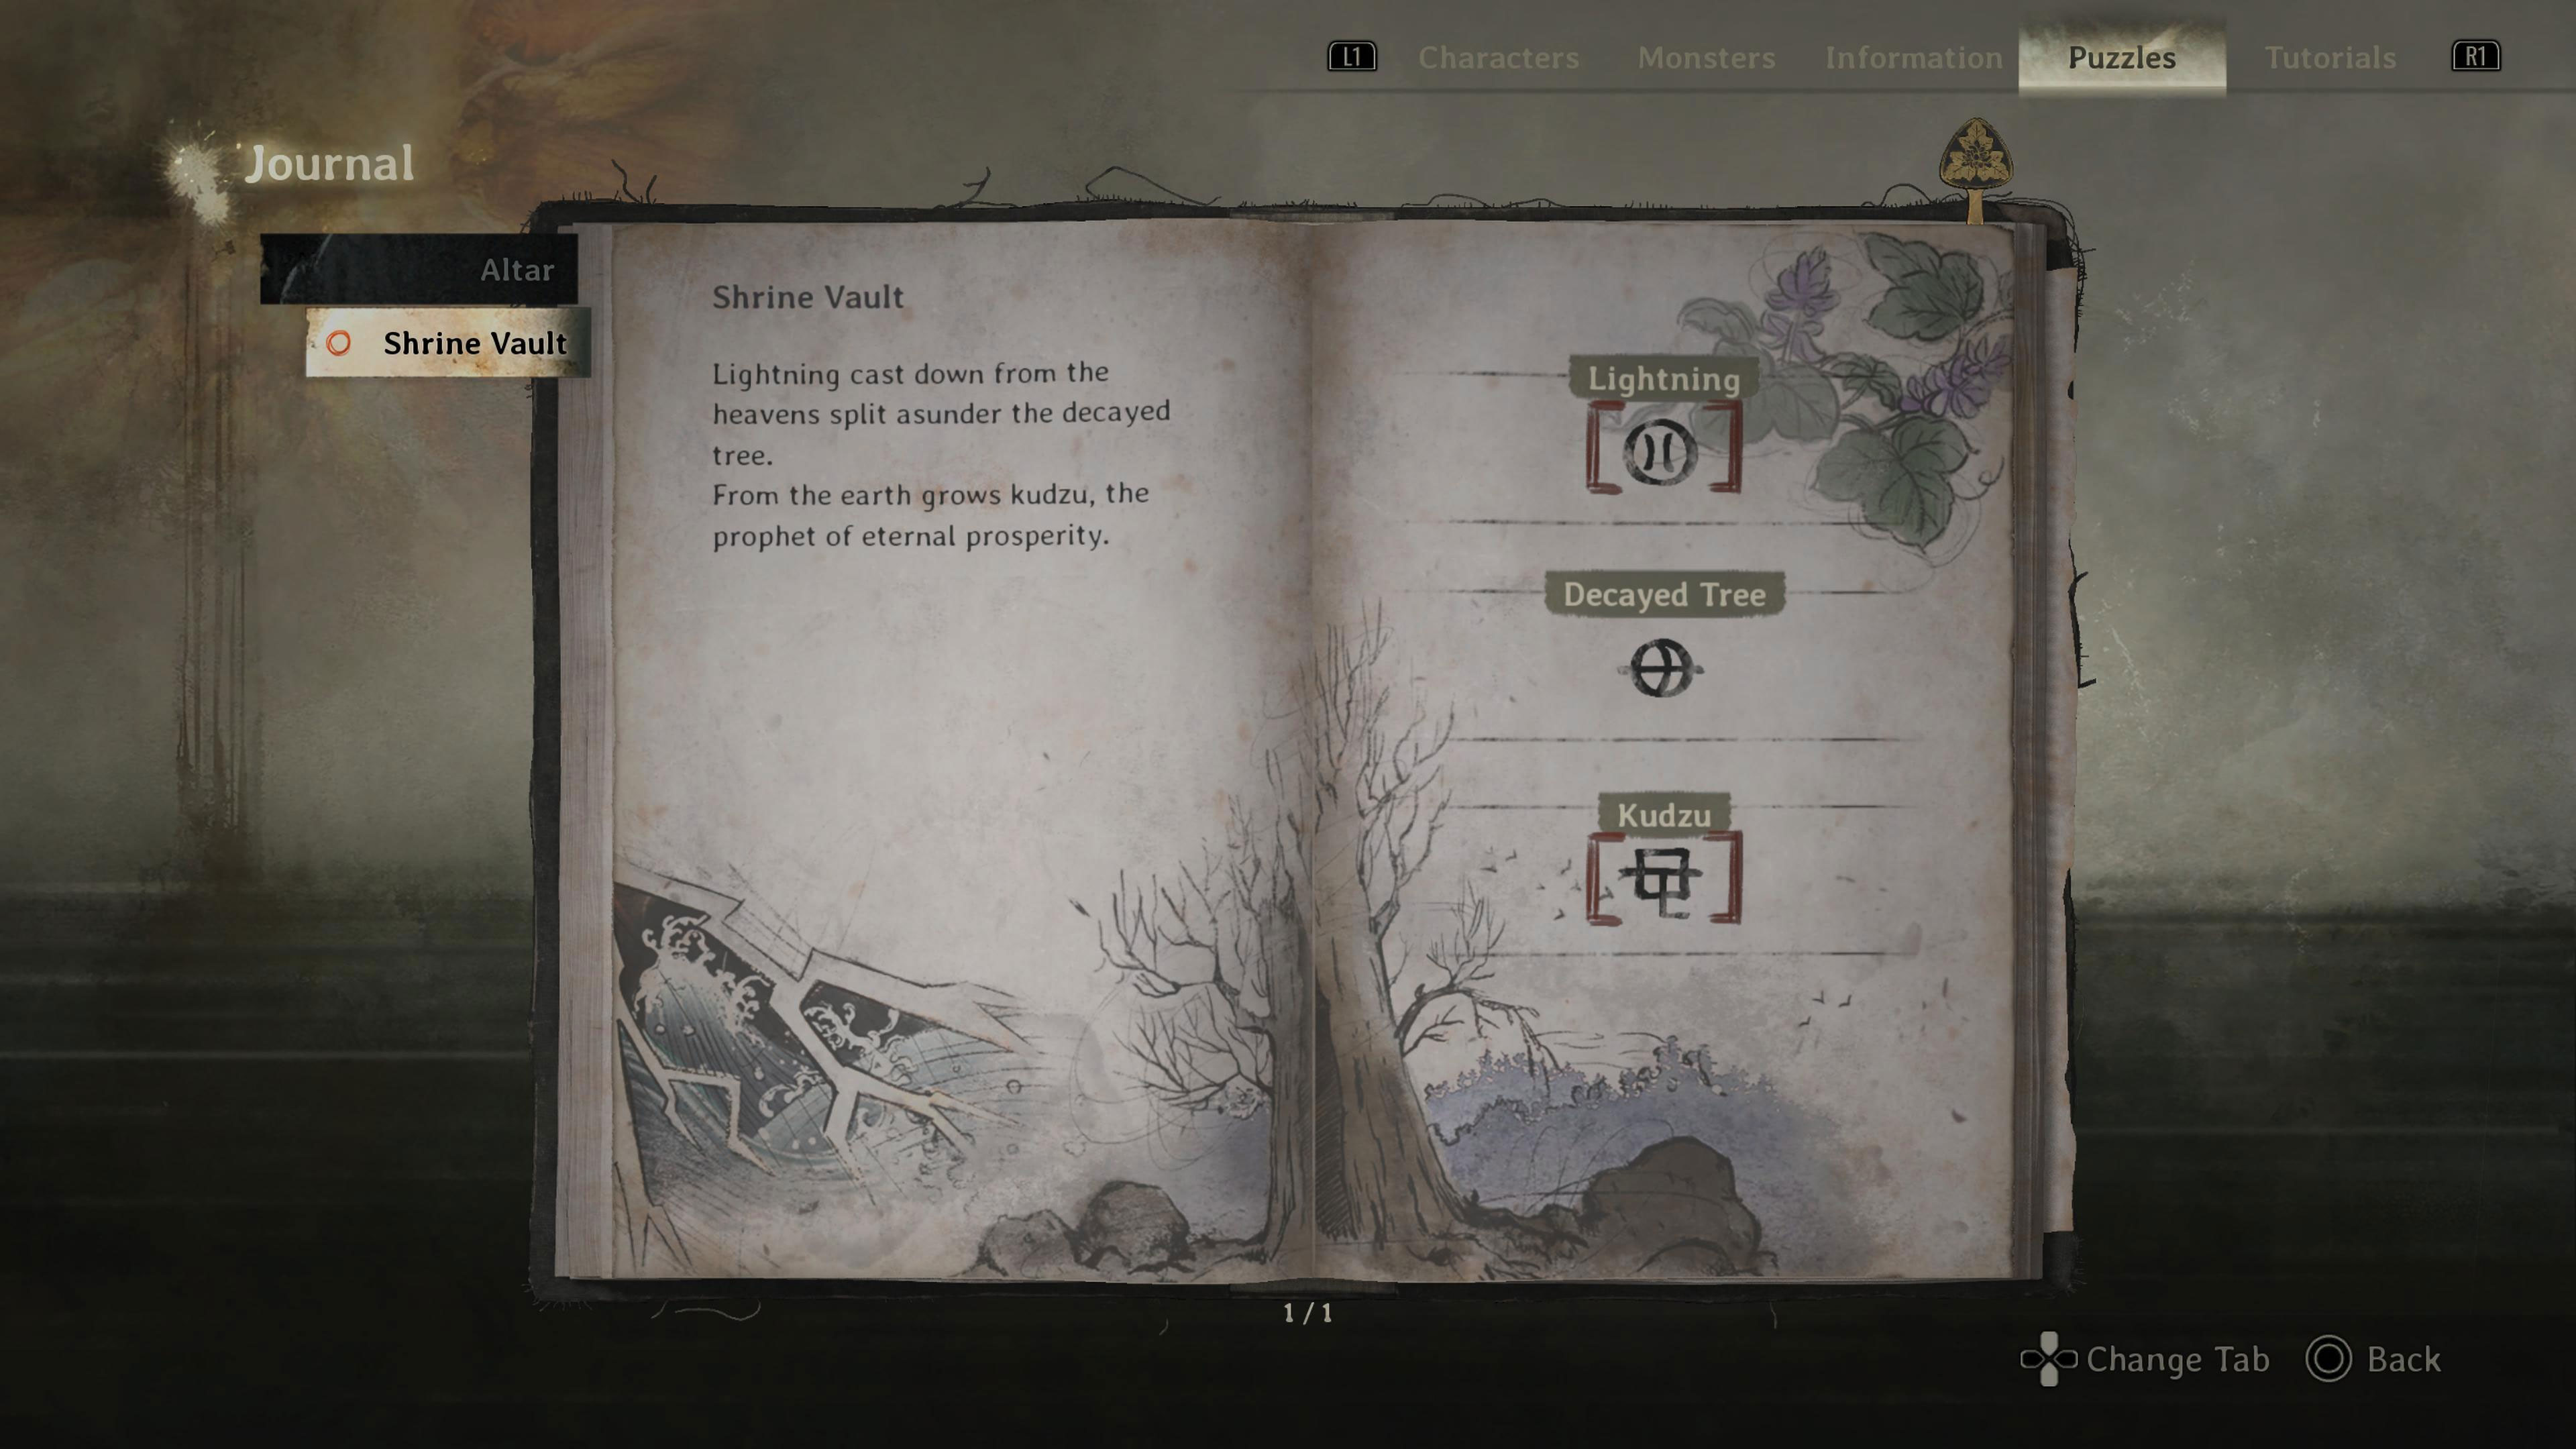 L1 Characters Monsters Information Puzzles Tutorials R1
Journal
Altar
Shrine Vault
Shrine Vault
Lightning cast down from the
heavens split asunder the decayed
tree.
From the earth grows kudzu, the
prophet of eternal prosperity.
Lightning
Decayed Tree
Kudzu
1 / 1
Change Tab
Back